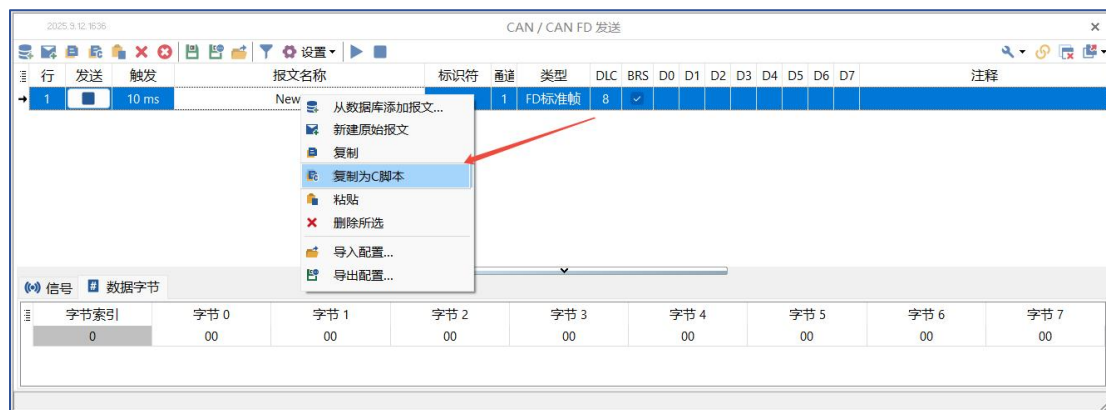 2025.9.12.1636
CAN / CAN FD 发送
设置
行 发送 触发 报文名称 标识符 通道 类型 DLC BRS D0 D1 D2 D3 D4 D5 D6 D7 注释
1 10 ms New 1 FD标准帧 8
从数据库添加报文...
新建原始报文
复制
复制为C脚本
粘贴
删除所选
导入配置...
导出配置...
信号 数据字节
字节索引 字节 0 字节 1 字节 2 字节 3 字节 4 字节 5 字节 6 字节 7
0 00 00 00 00 00 00 00 00